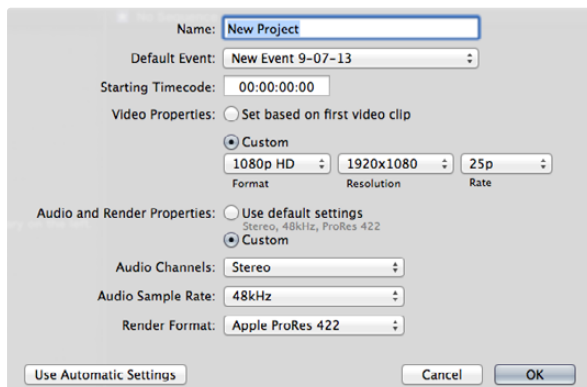 Name: New Project
Default Event: New Event 9-07-13
Starting Timecode: 00:00:00:00
Video Properties: Set based on first video clip
Custom
1080p HD 1920x1080 25p
Format Resolution Rate
Audio and Render Properties: Use default settings
Stereo, 48kHz, ProRes 422
Custom
Audio Channels: Stereo
Audio Sample Rate: 48kHz
Render Format: Apple ProRes 422
Use Automatic Settings Cancel OK